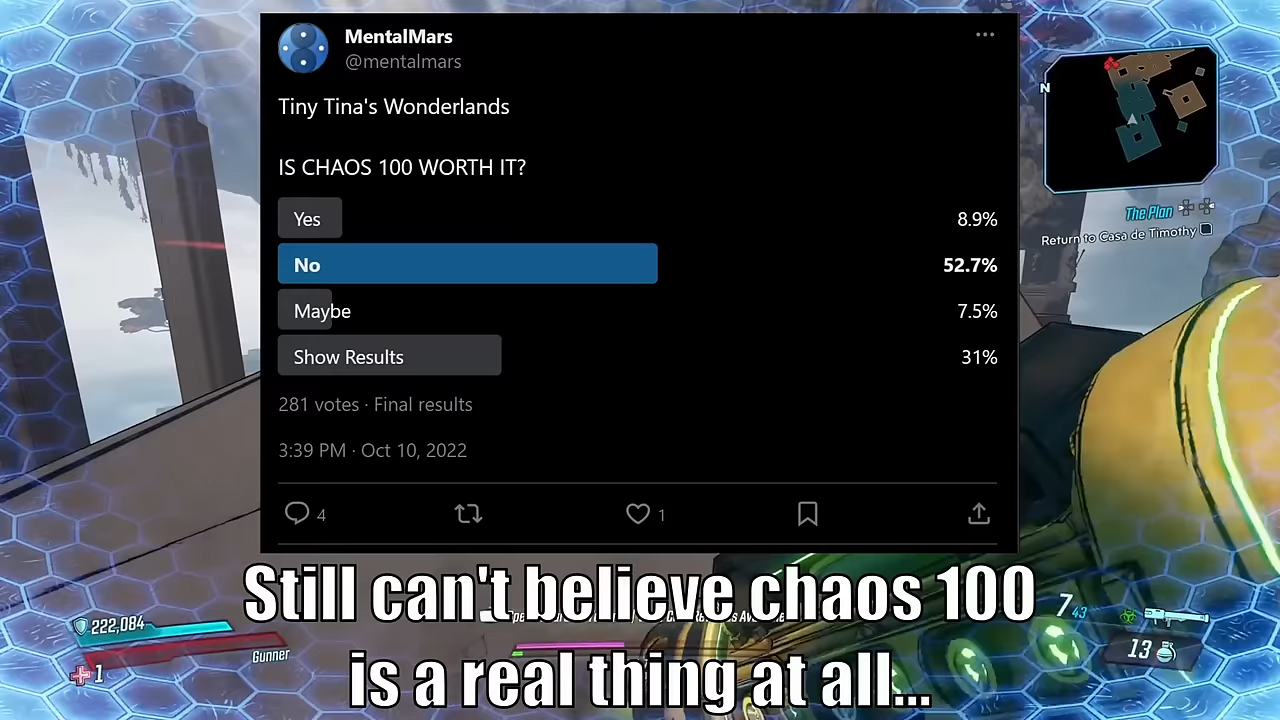 MentalMars
@mentalmars
Tiny Tina's Wonderlands
IS CHAOS 100 WORTH IT?
Yes 8.9%
No 52.7%
Maybe 7.5%
Show Results 31%
281 votes · Final results
3:39 PM · Oct 10, 2022
4 1
N
The Plan
Return to Casa de Timothy
Still can't believe chaos 100
is a real thing at all...
222,084
1
Gunner
7 43
13